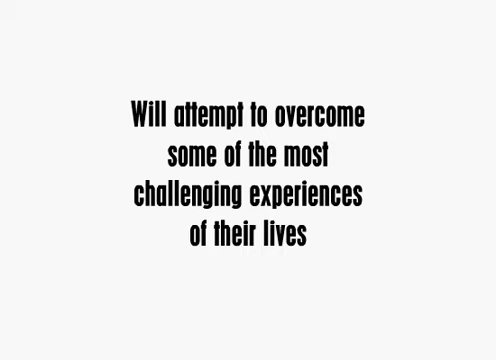 Will attempt to overcome
some of the most
challenging experiences
of their lives